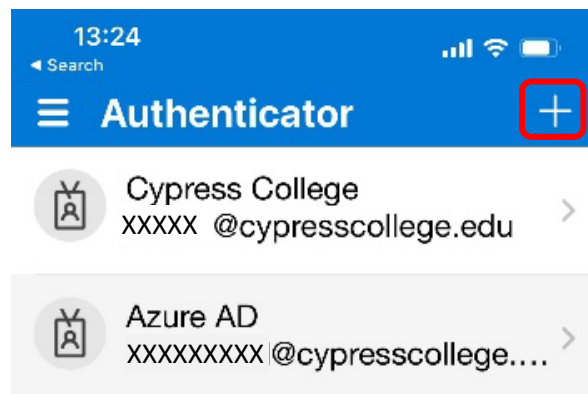 13:24
◀ Search
Authenticator
Cypress College
XXXXX @cypresscollege.edu
Azure AD
XXXXXXXXX @cypresscollege....